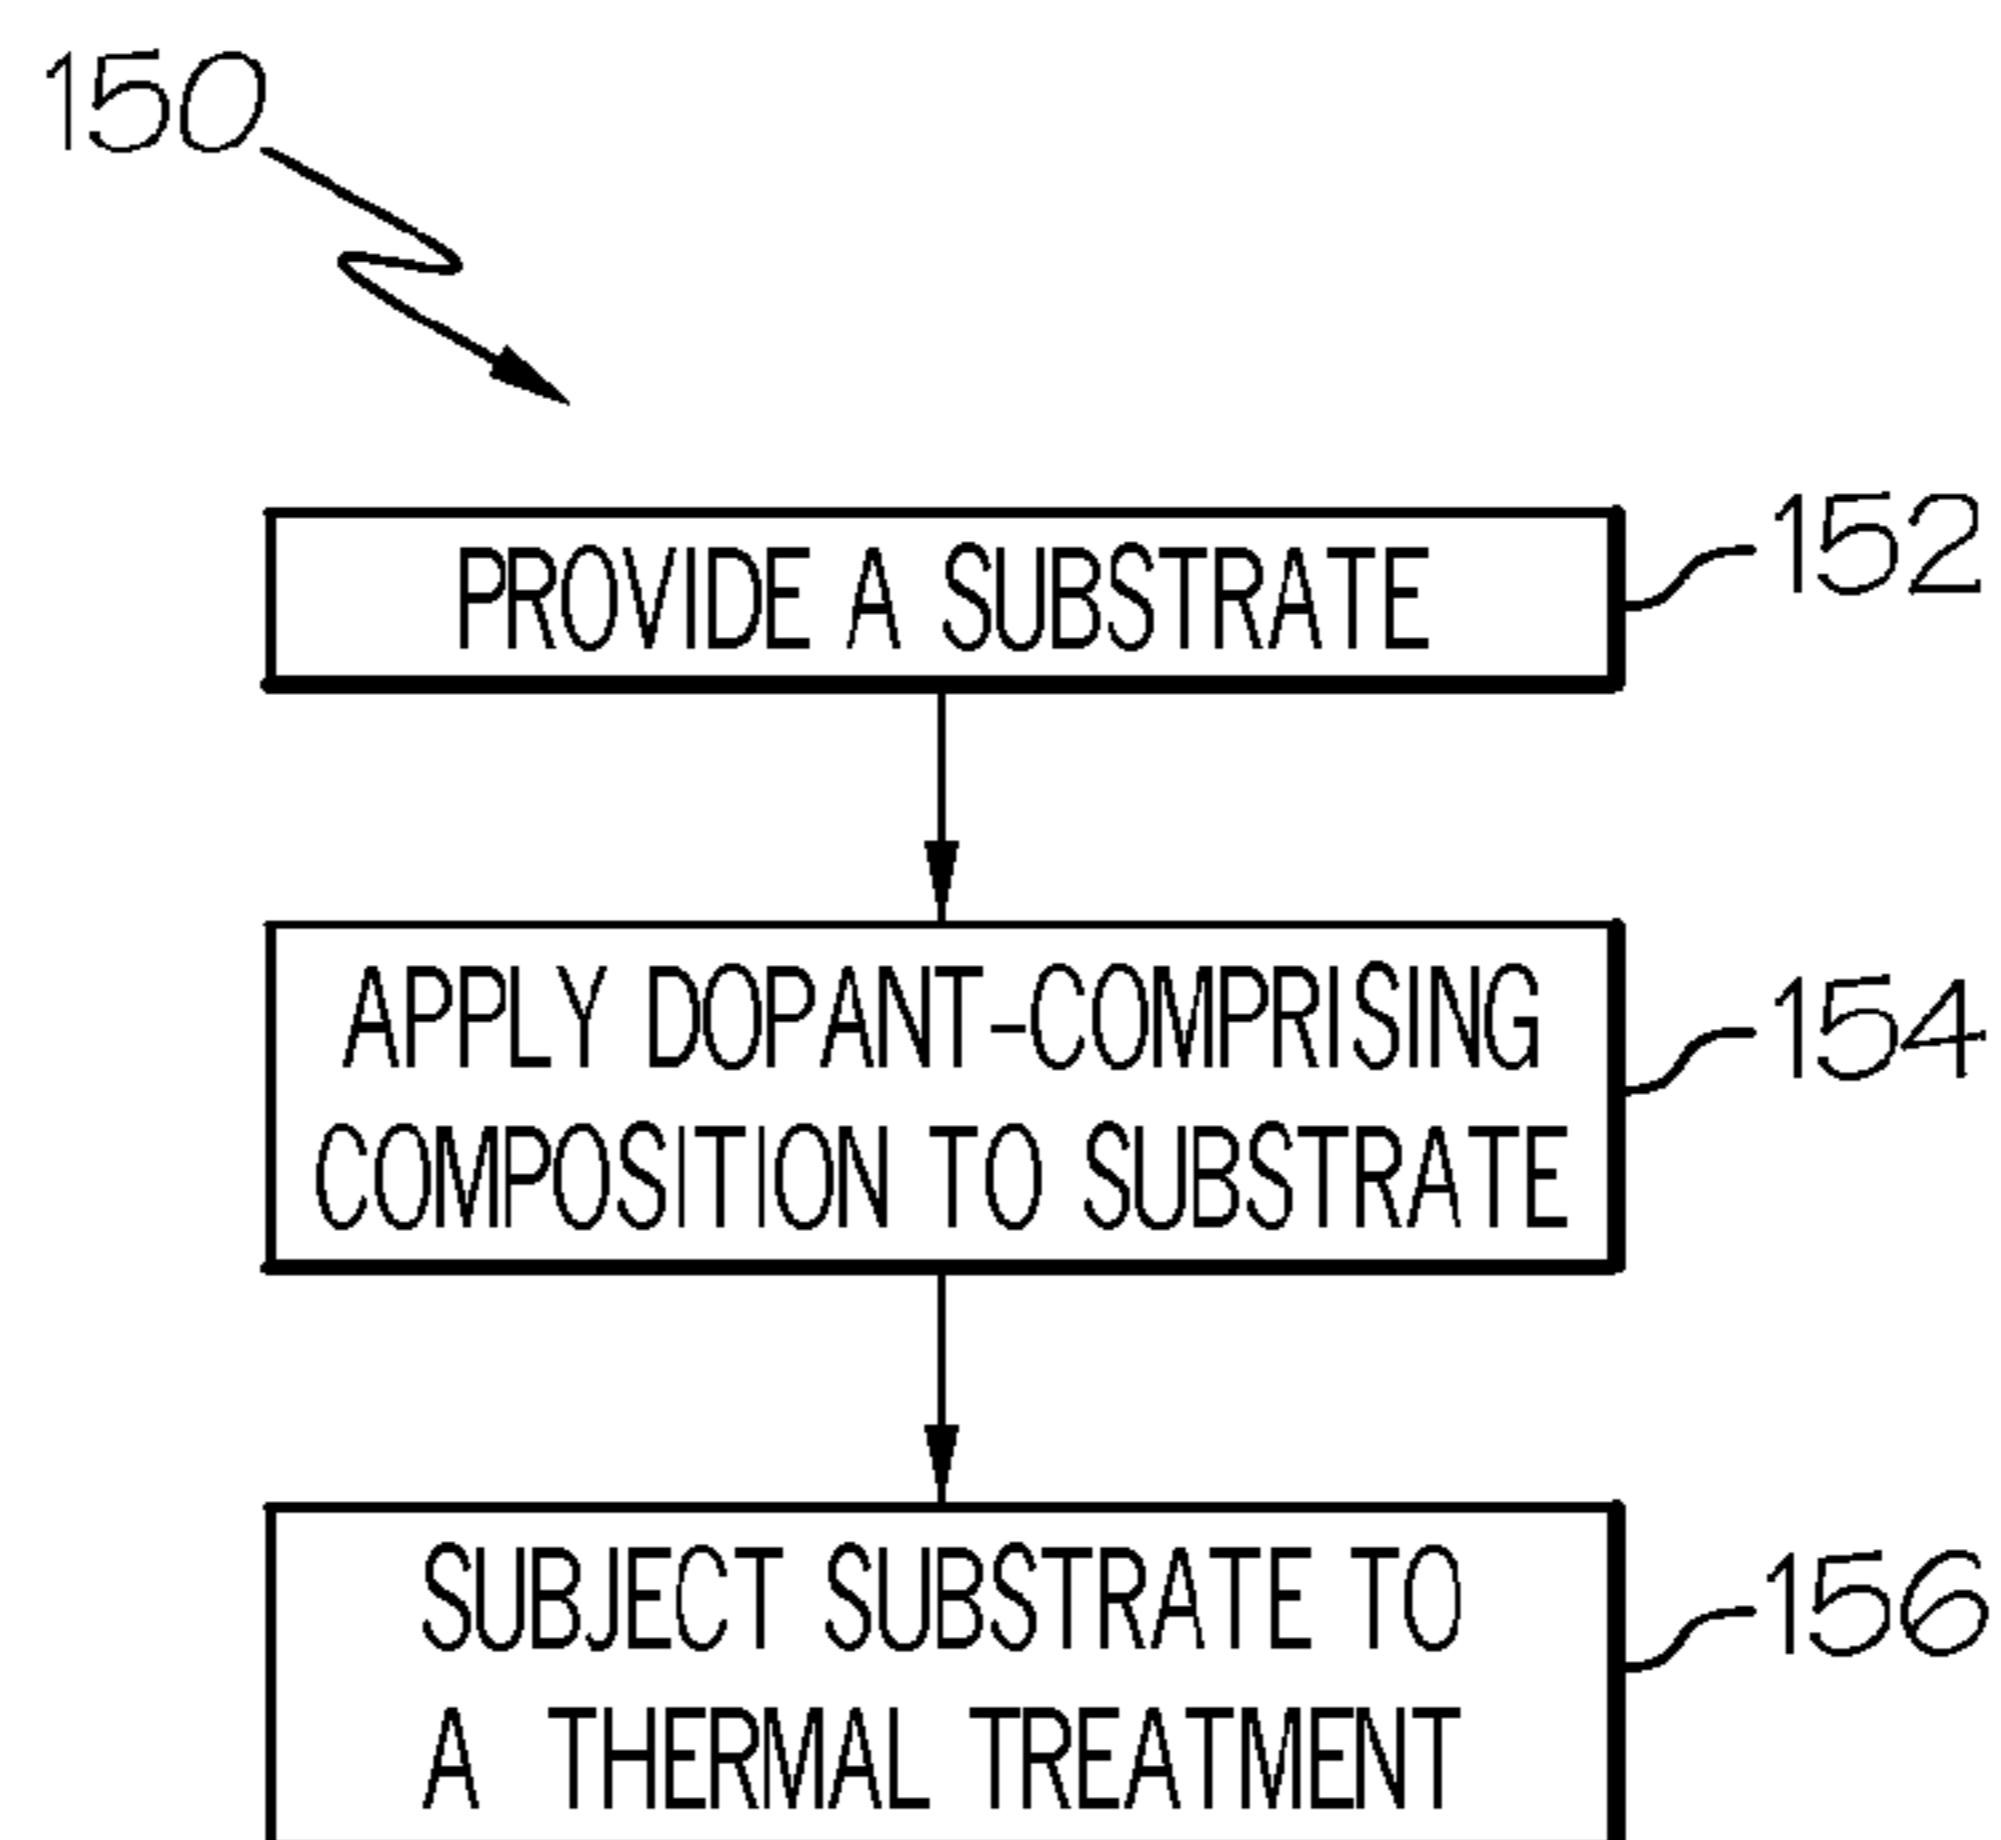 150
PROVIDE A SUBSTRATE
152
APPLY DOPANT-COMPRISING
COMPOSITION TO SUBSTRATE
154
SUBJECT SUBSTRATE TO
A THERMAL TREATMENT
156